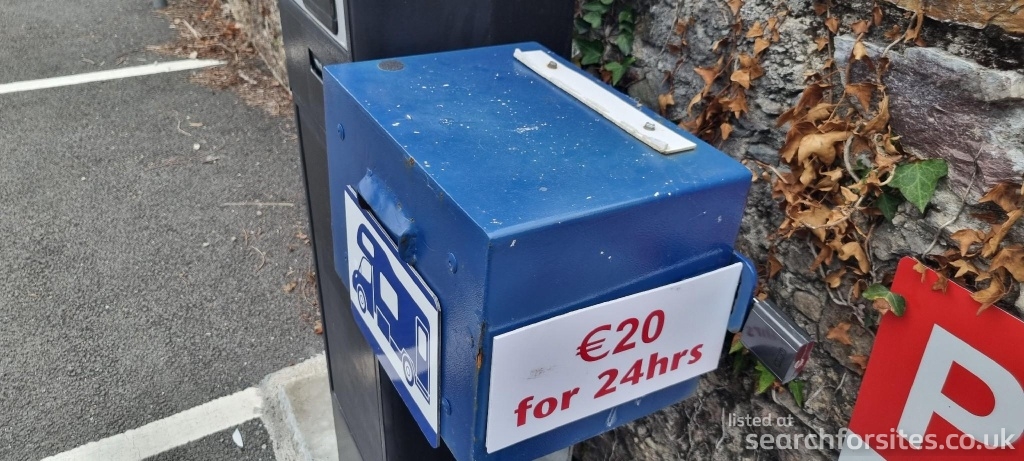 €20
for 24hrs
P
listed at
searchforsites.co.uk